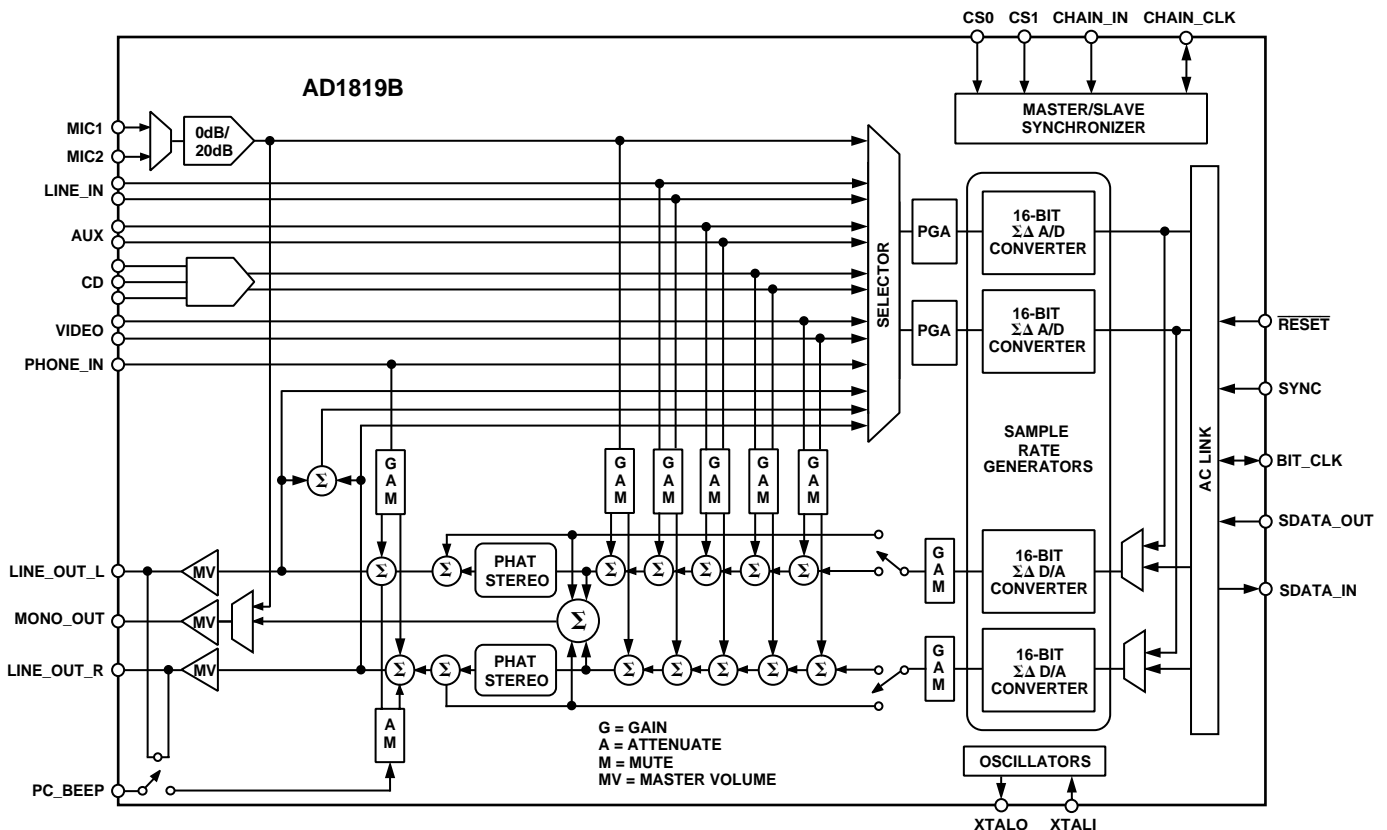 CS0 CS1 CHAIN_IN CHAIN_CLK
AD1819B
MASTER/SLAVE
SYNCHRONIZER
MIC1
MIC2
0dB/
20dB
LINE_IN
AUX
CD
VIDEO
PHONE_IN
SELECTOR
PGA
PGA
16-BIT
ΣΔ A/D
CONVERTER
16-BIT
ΣΔ A/D
CONVERTER
SAMPLE
RATE
GENERATORS
AC LINK
RESET
SYNC
BIT_CLK
SDATA_OUT
SDATA_IN
Σ
G
A
M
G
A
M
G
A
M
G
A
M
G
A
M
G
A
M
LINE_OUT_L
MV
Σ
Σ
PHAT
STEREO
Σ
Σ
Σ
Σ
Σ
G
A
M
16-BIT
ΣΔ D/A
CONVERTER
MONO_OUT
MV
Σ
LINE_OUT_R
MV
Σ
Σ
PHAT
STEREO
Σ
Σ
Σ
Σ
Σ
G
A
M
16-BIT
ΣΔ D/A
CONVERTER
A
M
G = GAIN
A = ATTENUATE
M = MUTE
MV = MASTER VOLUME
PC_BEEP
OSCILLATORS
XTALO XTALI